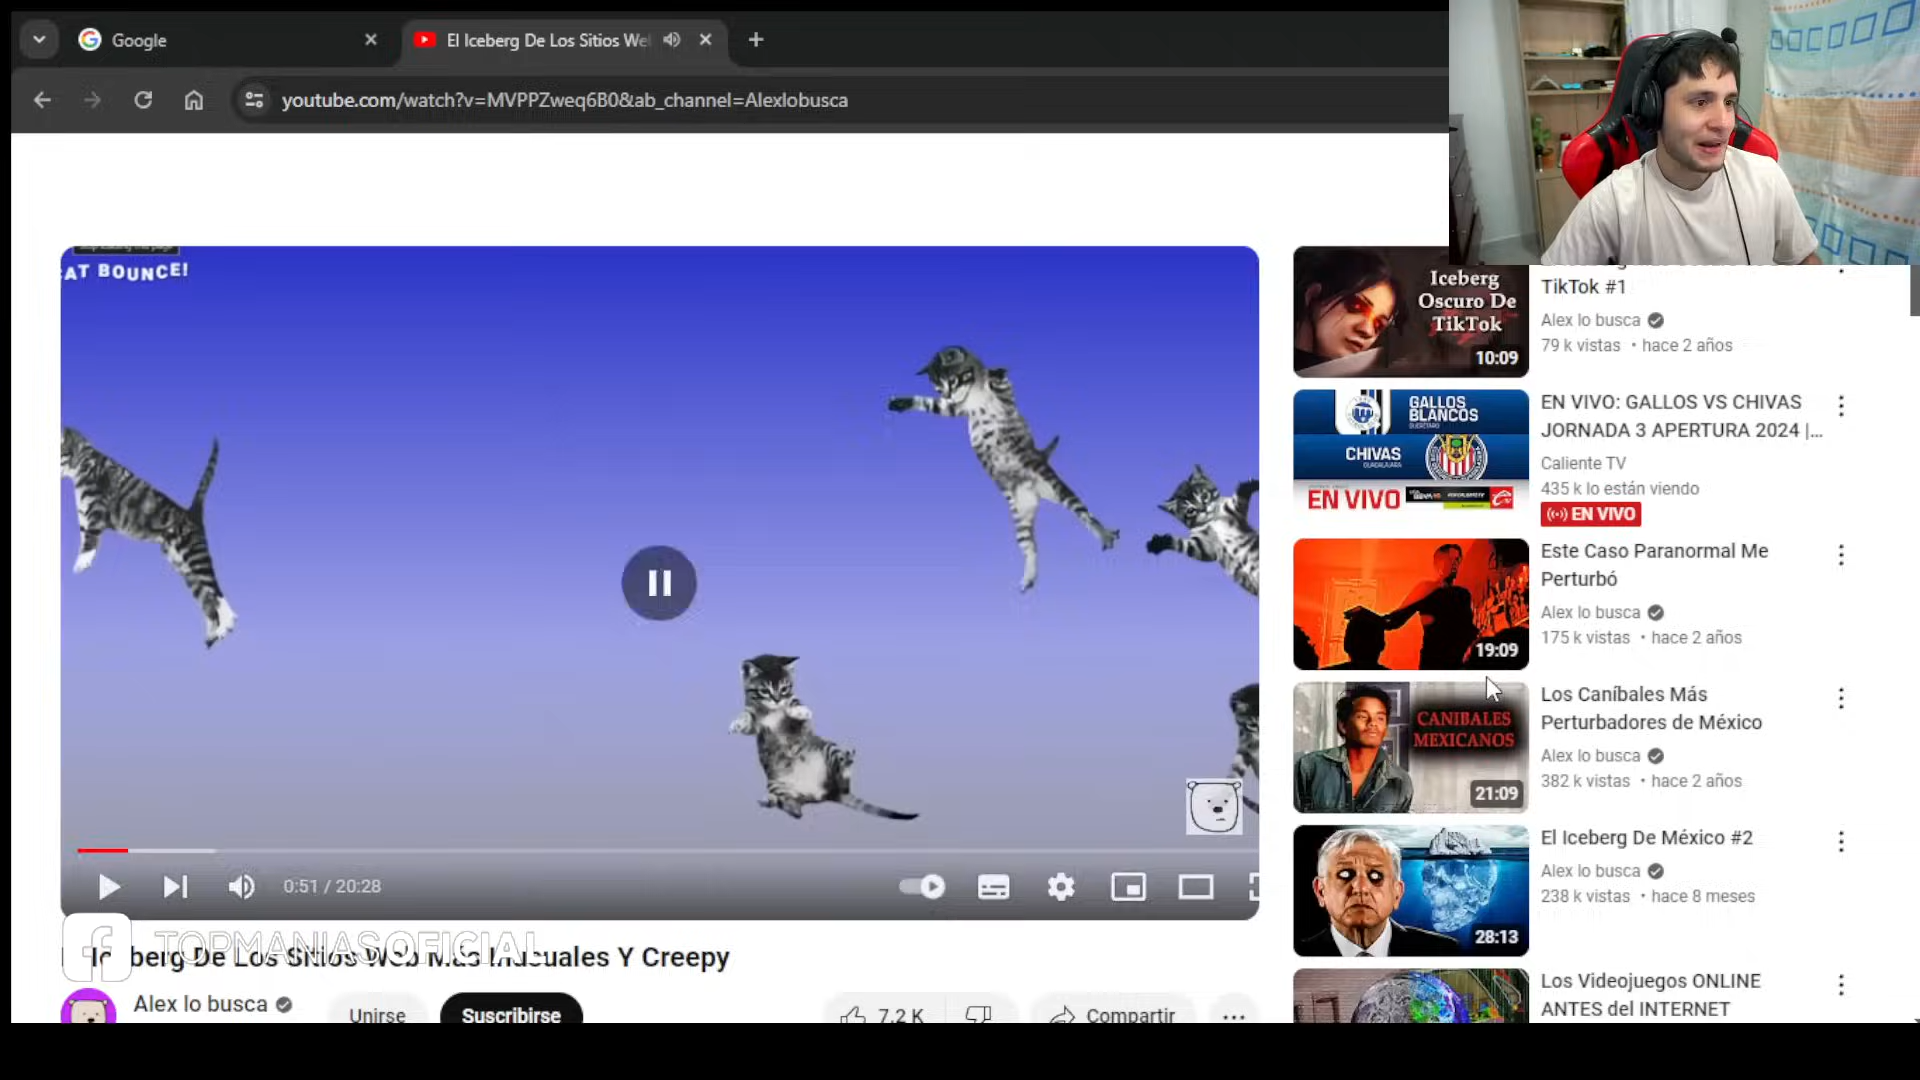 Google
El Iceberg De Los Sitios We
youtube.com/watch?v=MVPPZweq6B0&ab_channel=Alexlobusca
AT BOUNCE!
0:51 / 20:28
TOPMANIASOFICIAL
berg De Los Sitios Web Más Inusuales Y Creepy
Alex lo busca
Unirse
Suscribirse
7.2 K
Compartir
Iceberg
Oscuro De
TikTok
10:09
TikTok #1
Alex lo busca
79 k vistas • hace 2 años
GALLOS
BLANCOS
CHIVAS
EN VIVO
EN VIVO: GALLOS VS CHIVAS
JORNADA 3 APERTURA 2024 |...
Caliente TV
435 k lo están viendo
EN VIVO
19:09
Este Caso Paranormal Me
Perturbó
Alex lo busca
175 k vistas • hace 2 años
CANIBALES
MEXICANOS
21:09
Los Caníbales Más
Perturbadores de México
Alex lo busca
382 k vistas • hace 2 años
28:13
El Iceberg De México #2
Alex lo busca
238 k vistas • hace 8 meses
Los Videojuegos ONLINE
ANTES del INTERNET